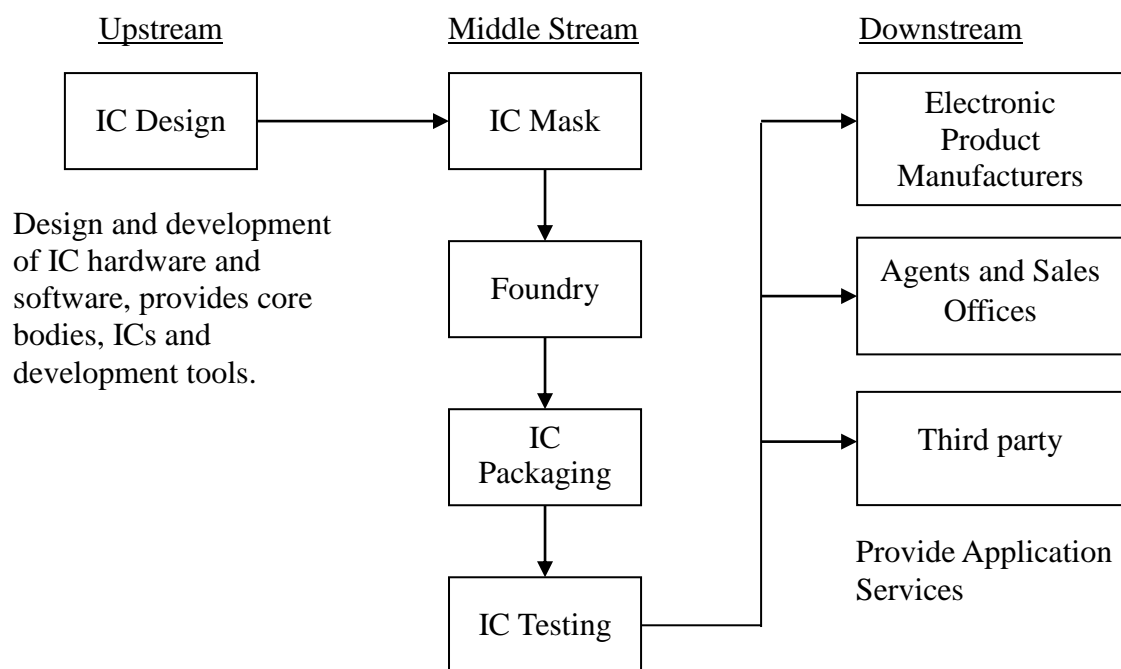 Upstream
Middle Stream
Downstream
IC Design
IC Mask
Electronic
Product
Manufacturers
Design and development
of IC hardware and
software, provides core
bodies, ICs and
development tools.
Foundry
Agents and Sales
Offices
IC
Packaging
Third party
Provide Application
Services
IC Testing